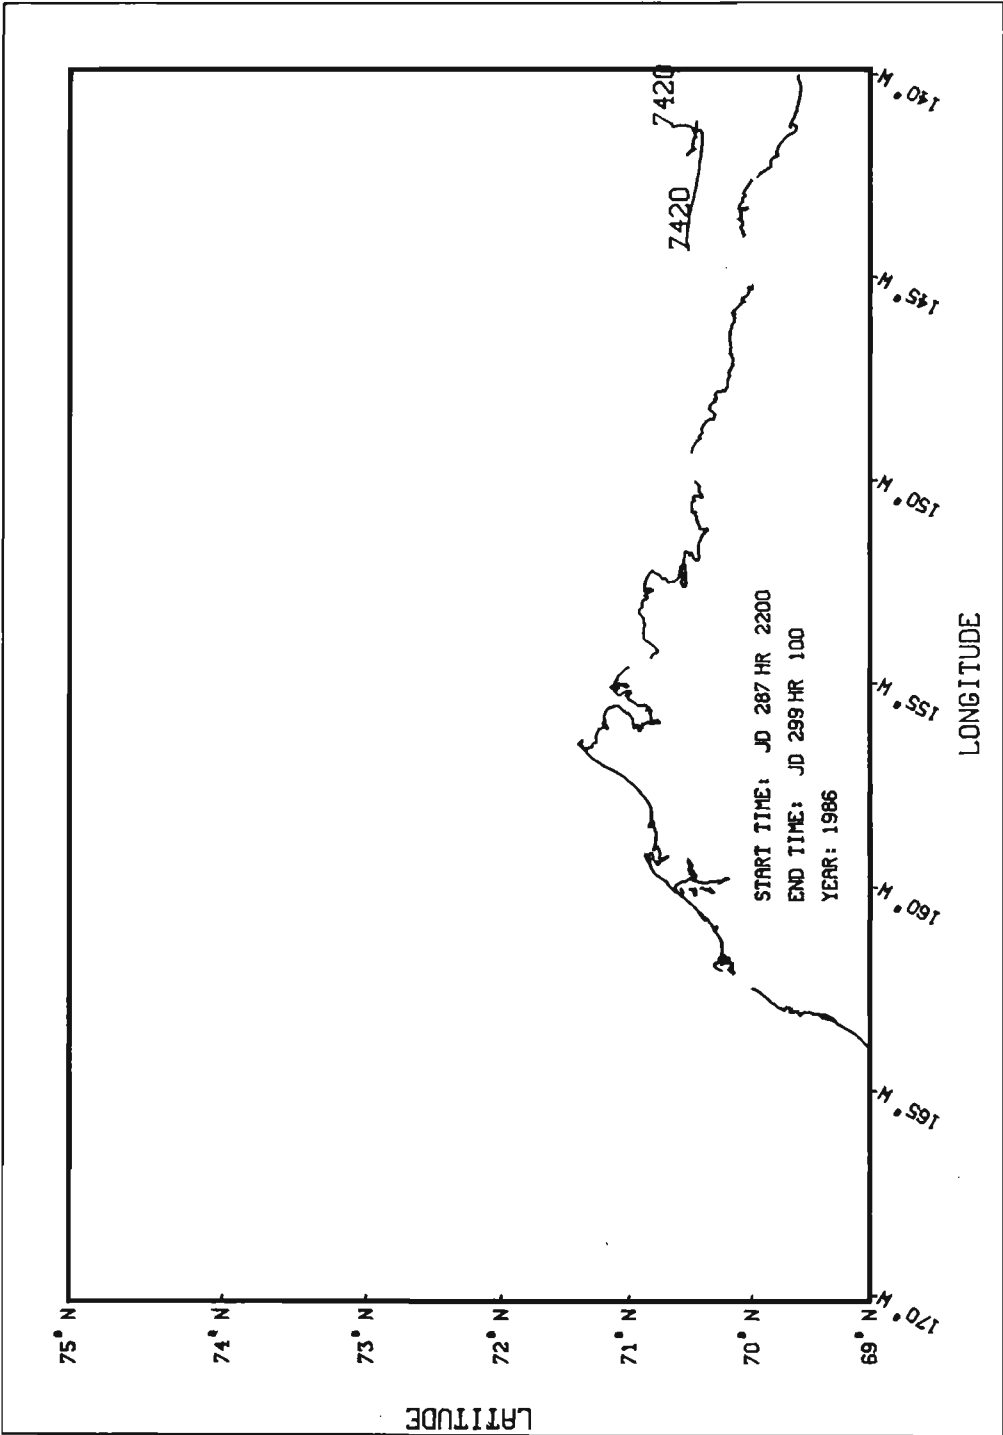 75° N
74° N
73° N
72° N
71° N
70° N
69° N
LATITUDE
7420
7420
START TIME: JD 287 HR 2200
END TIME: JD 299 HR 100
YEAR: 1986
170° W
165° W
160° W
155° W
150° W
145° W
140° W
LONGITUDE